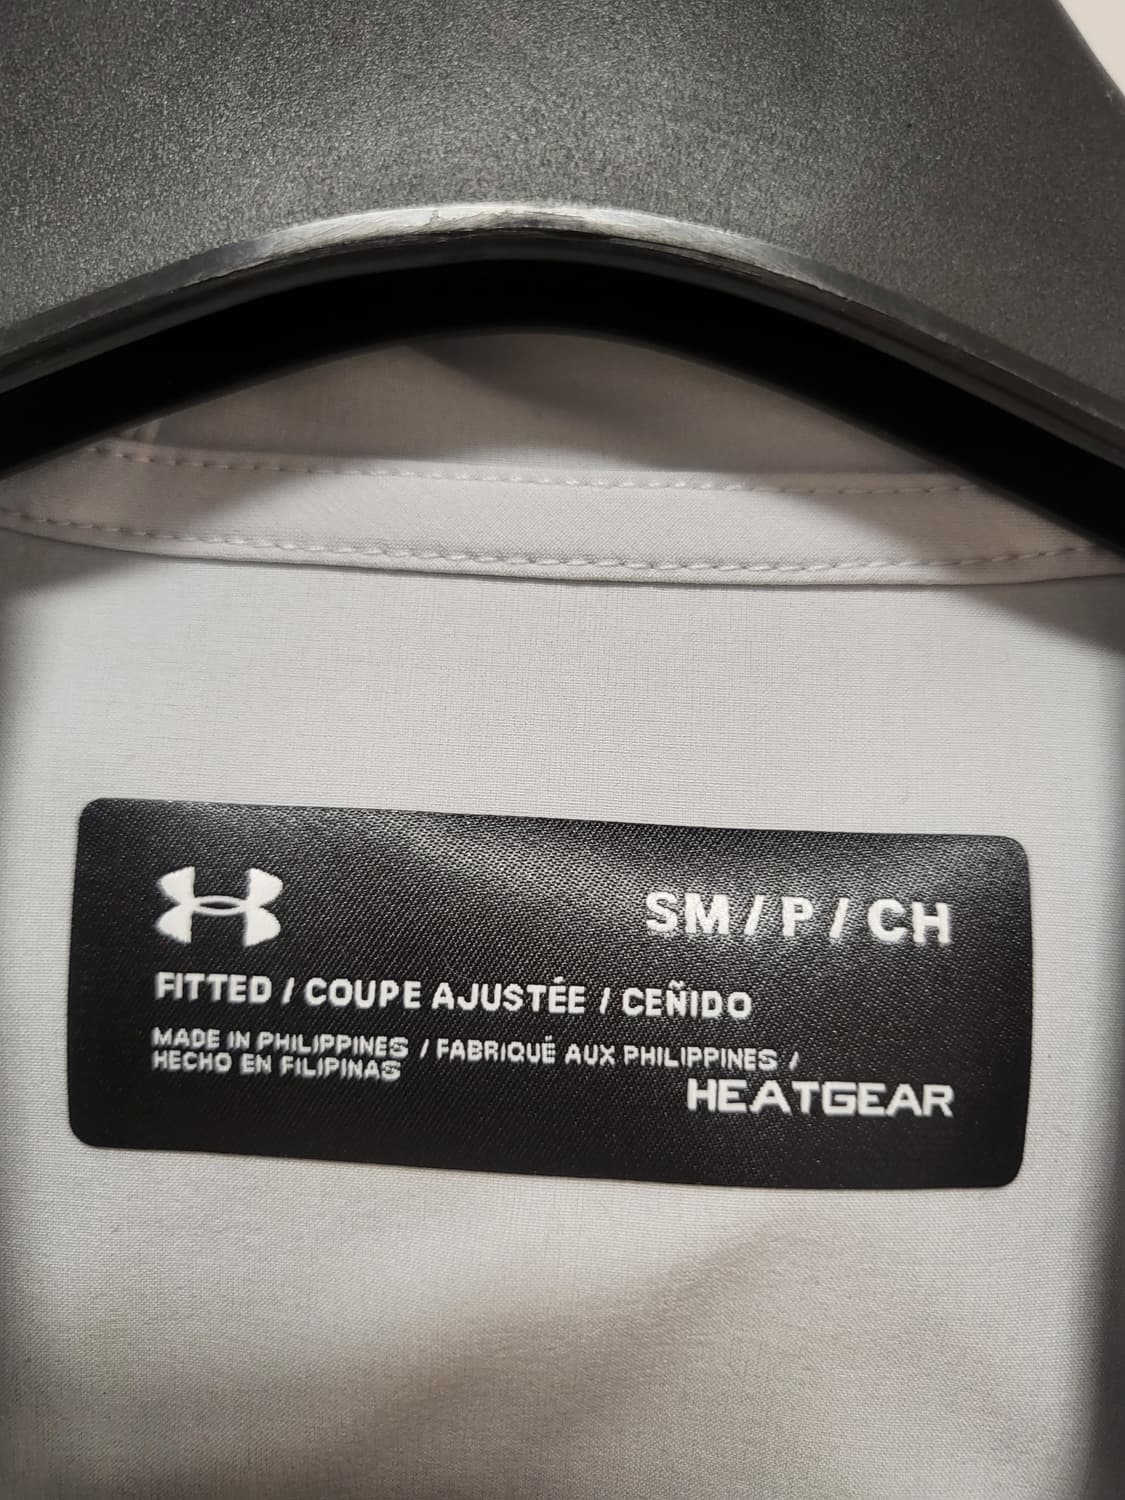 SM / P / CH
FITTED / COUPE AJUSTÉE / CEÑIDO
MADE IN PHILIPPINES / FABRIQUÉ AUX PHILIPPINES /
HECHO EN FILIPINAS
HEATGEAR